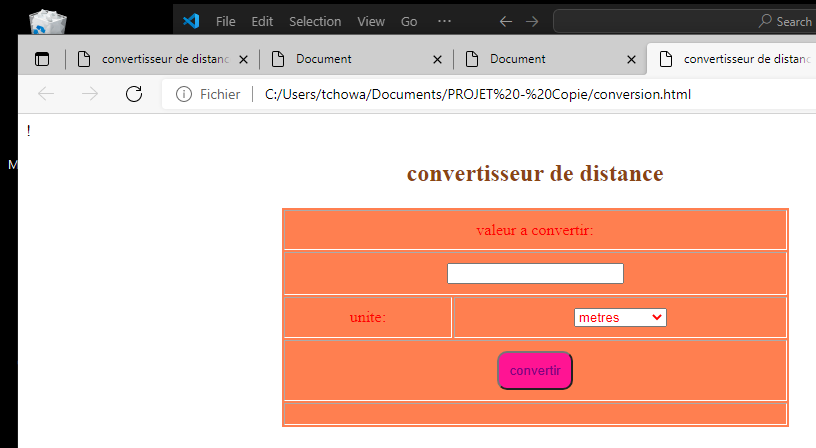 File Edit Selection View Go ··· Search
convertisseur de distanc Document Document convertisseur de distanc
Fichier C:/Users/tchowa/Documents/PROJET%20-%20Copie/conversion.html
!
M
convertisseur de distance
valeur a convertir:
unite: metres
convertir